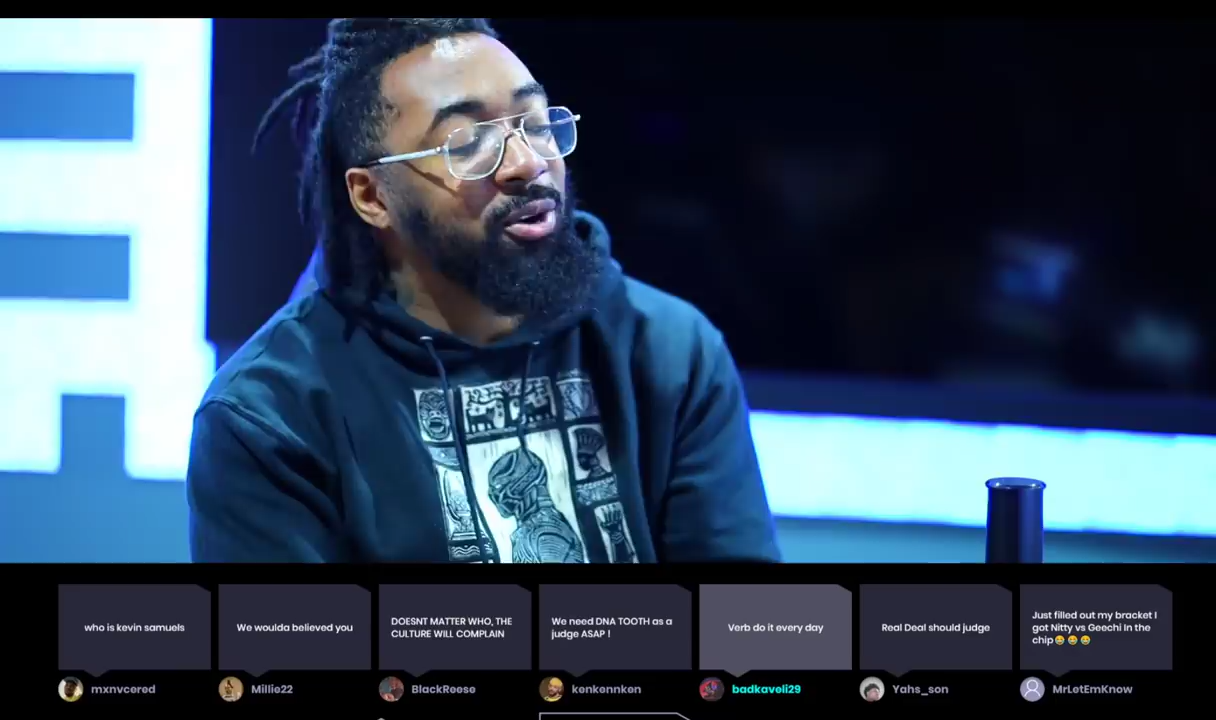 who is kevin samuels
We woulda believed you
DOESNT MATTER WHO, THE
CULTURE WILL COMPLAIN
We need DNA TOOTH as a
judge ASAP !
Verb do it every day
Real Deal should judge
Just filled out my bracket I
got Nitty vs Geechi In the
chip😂 😂 😂
mxnvcered
Millie22
BlackReese
kenkennken
badkaveli29
Yahs_son
MrLetEmKnow